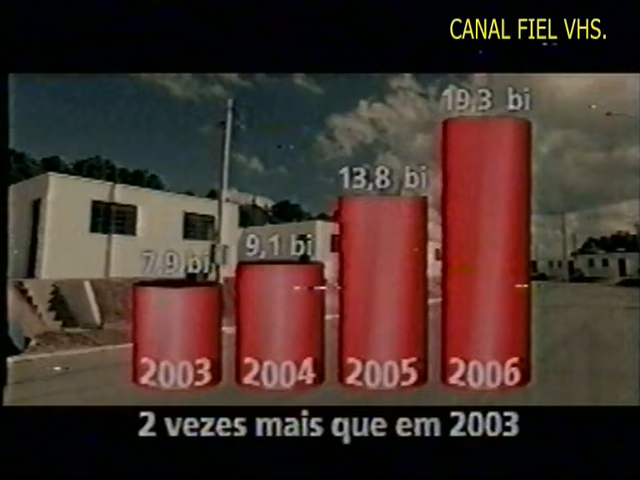 CANAL FIEL VHS.
19,3 bi
13,8 bi
9,1 bi
7,9 bi
2003 2004 2005 2006
2 vezes mais que em 2003